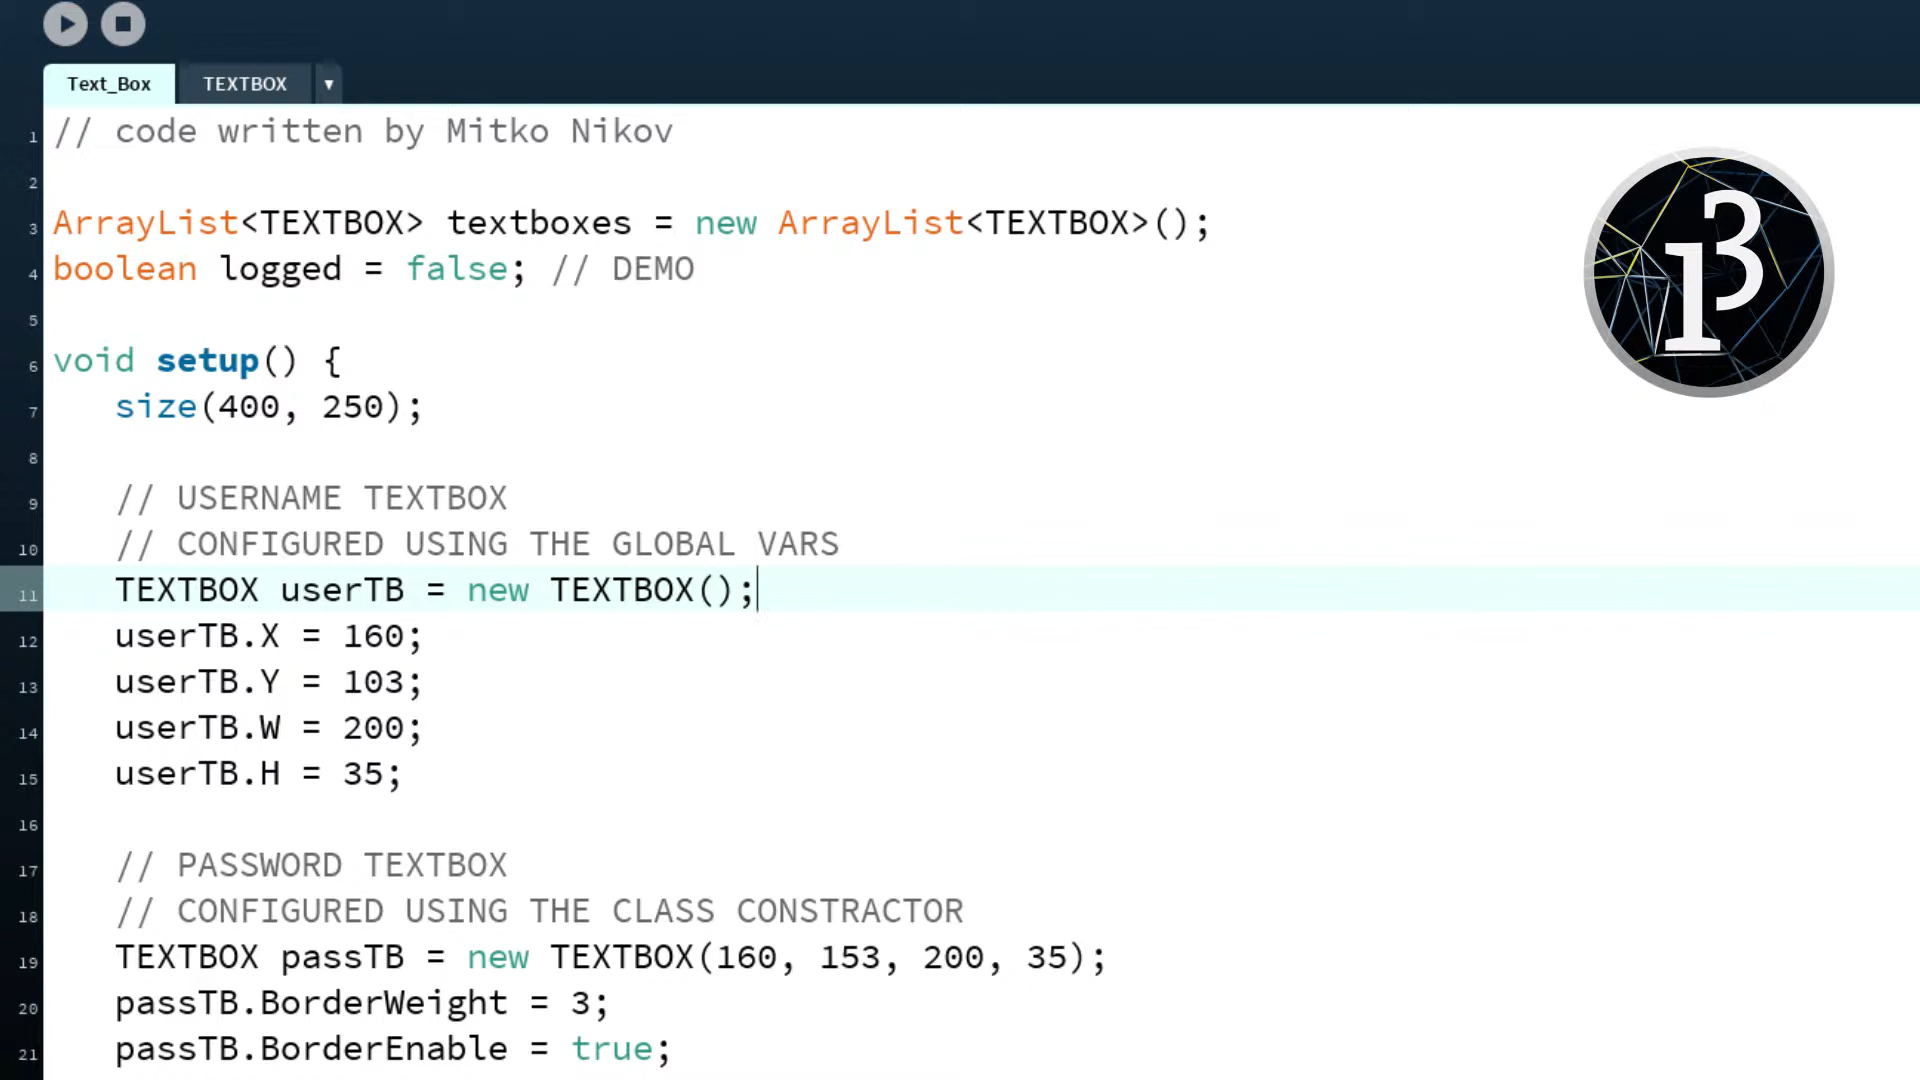 Text_Box TEXTBOX
1 // code written by Mitko Nikov
2
3 ArrayList<TEXTBOX> textboxes = new ArrayList<TEXTBOX>();
4 boolean logged = false; // DEMO
5
6 void setup() {
7 size(400, 250);
8
9 // USERNAME TEXTBOX
10 // CONFIGURED USING THE GLOBAL VARS
11 TEXTBOX userTB = new TEXTBOX();
12 userTB.X = 160;
13 userTB.Y = 103;
14 userTB.W = 200;
15 userTB.H = 35;
16
17 // PASSWORD TEXTBOX
18 // CONFIGURED USING THE CLASS CONSTRACTOR
19 TEXTBOX passTB = new TEXTBOX(160, 153, 200, 35);
20 passTB.BorderWeight = 3;
21 passTB.BorderEnable = true;
13